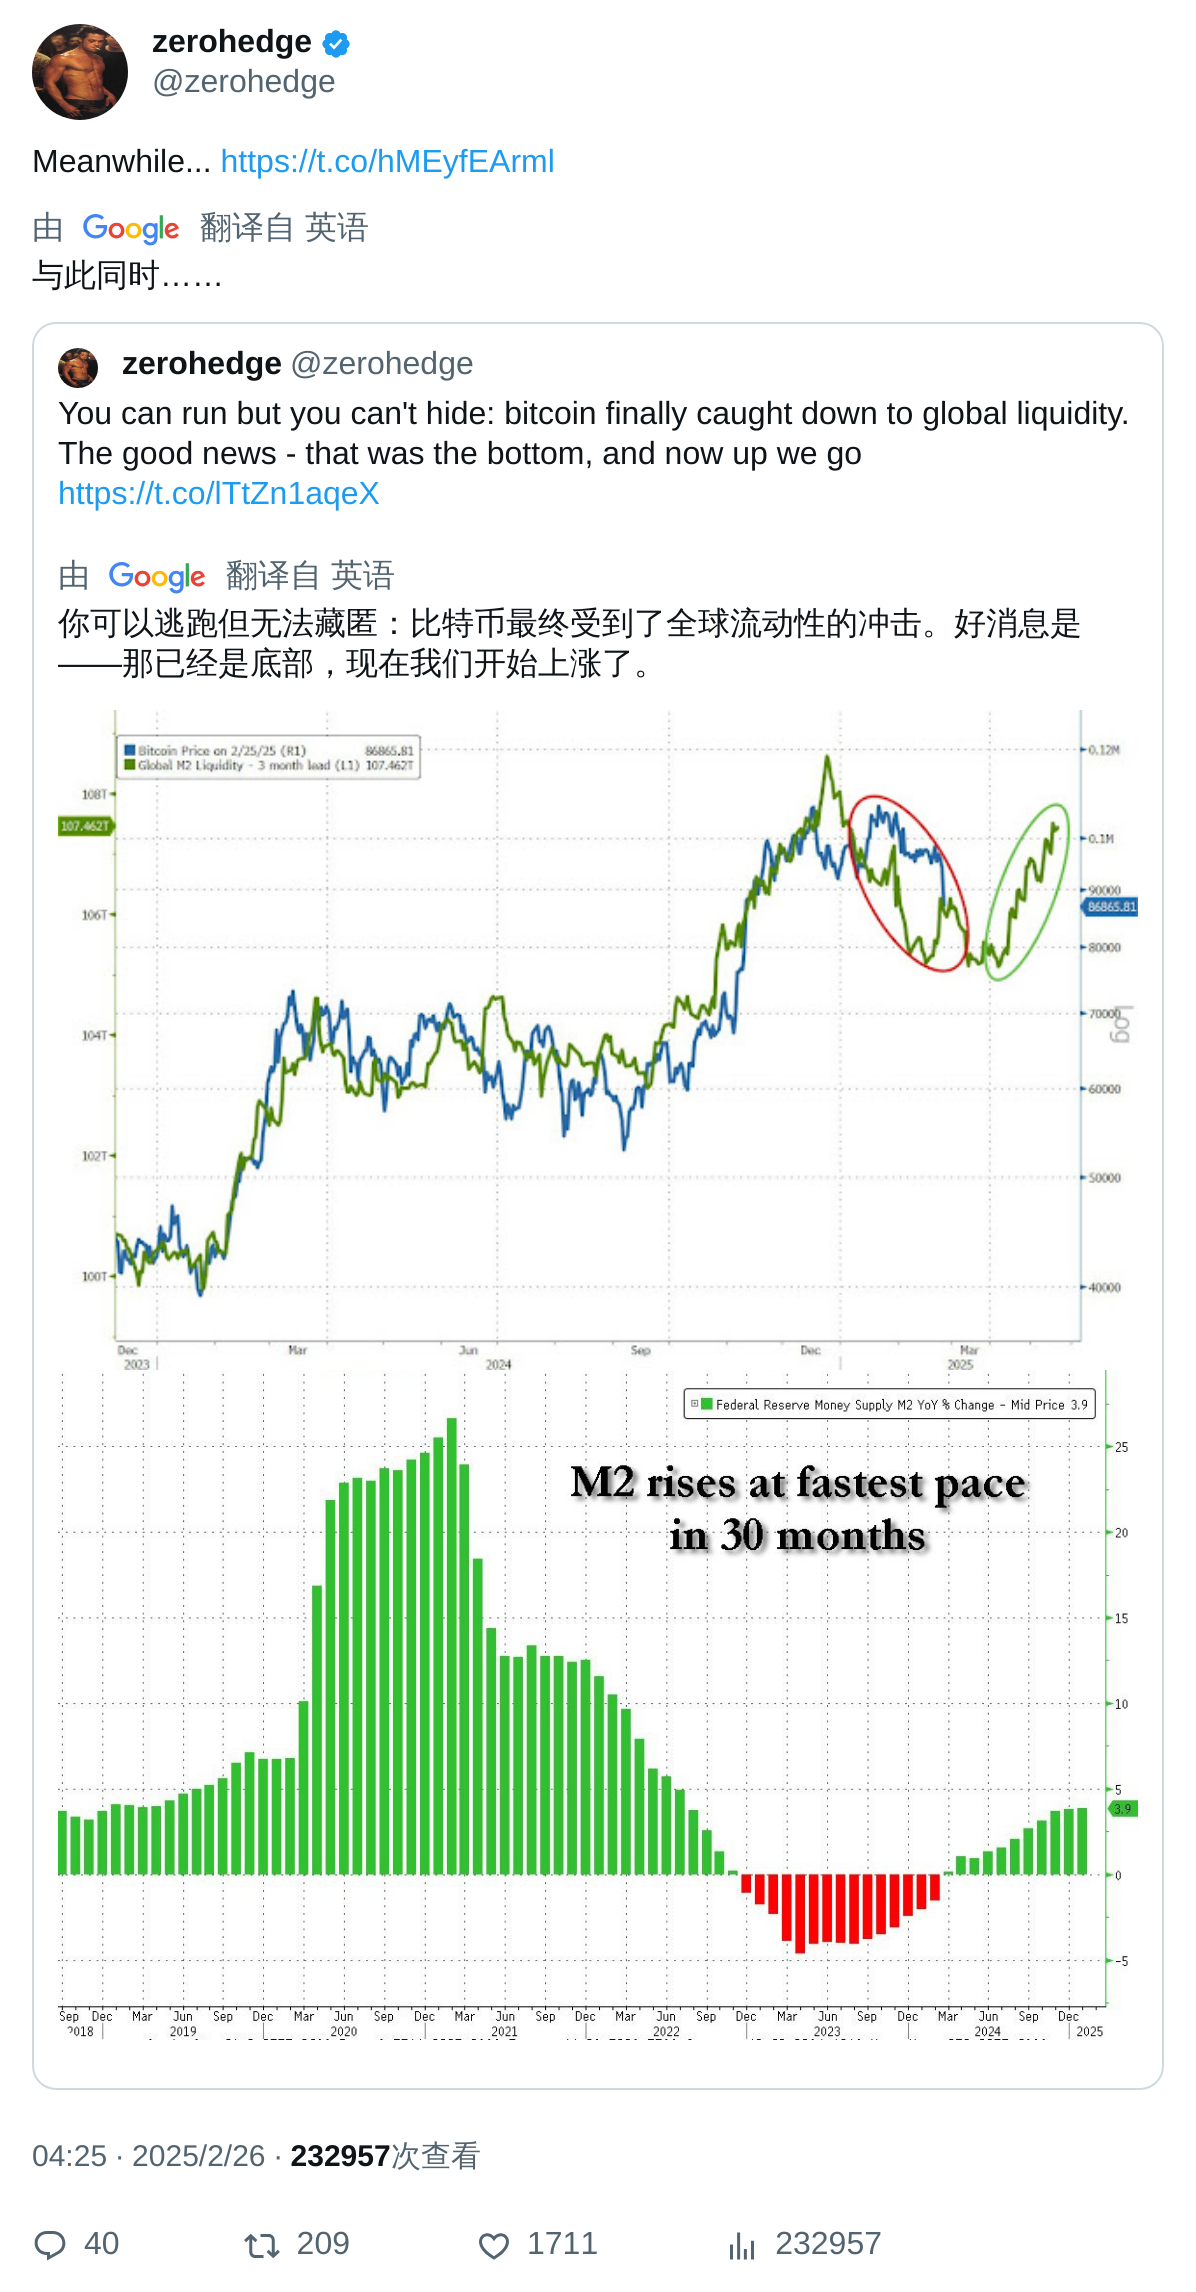 zerohedge
@zerohedge
Meanwhile... https://t.co/hMEyfEArml
由 Google 翻译自 英语
与此同时……
zerohedge @zerohedge
You can run but you can't hide: bitcoin finally caught down to global liquidity.
The good news - that was the bottom, and now up we go
https://t.co/lTtZn1aqeX
由 Google 翻译自 英语
你可以逃跑但无法藏匿：比特币最终受到了全球流动性的冲击。好消息是
——那已经是底部，现在我们开始上涨了。
Bitcoin Price on 2/25/25 (R1) 86865.81
Global M2 Liquidity - 3 month lead (L1) 107.462T
0.12M
108T
107.462T
0.1M
90000
86865.81
106T
80000
70000
Log
104T
60000
102T
50000
100T
40000
Dec Mar Jun Sep Dec Mar
2023 2024 2025
Federal Reserve Money Supply M2 YoY % Change - Mid Price 3.9
25
M2 rises at fastest pace
in 30 months
20
15
10
5
3.9
0
-5
Sep Dec Mar Jun Sep Dec Mar Jun Sep Dec Mar Jun Sep Dec Mar Jun Sep Dec Mar Jun Sep Dec Mar Jun Sep Dec
2018 2019 2020 2021 2022 2023 2024 2025
04:25 · 2025/2/26 · 232957次查看
40 209 1711 232957